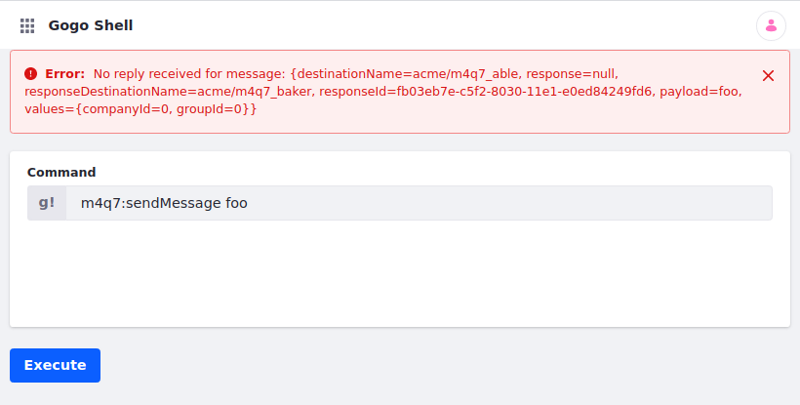 Gogo Shell
Error: No reply received for message: {destinationName=acme/m4q7_able, response=null,
responseDestinationName=acme/m4q7_baker, responseId=fb03eb7e-c5f2-8030-11e1-e0ed84249fd6, payload=foo,
values={companyId=0, groupId=0}}
Command
g! m4q7:sendMessage foo
Execute